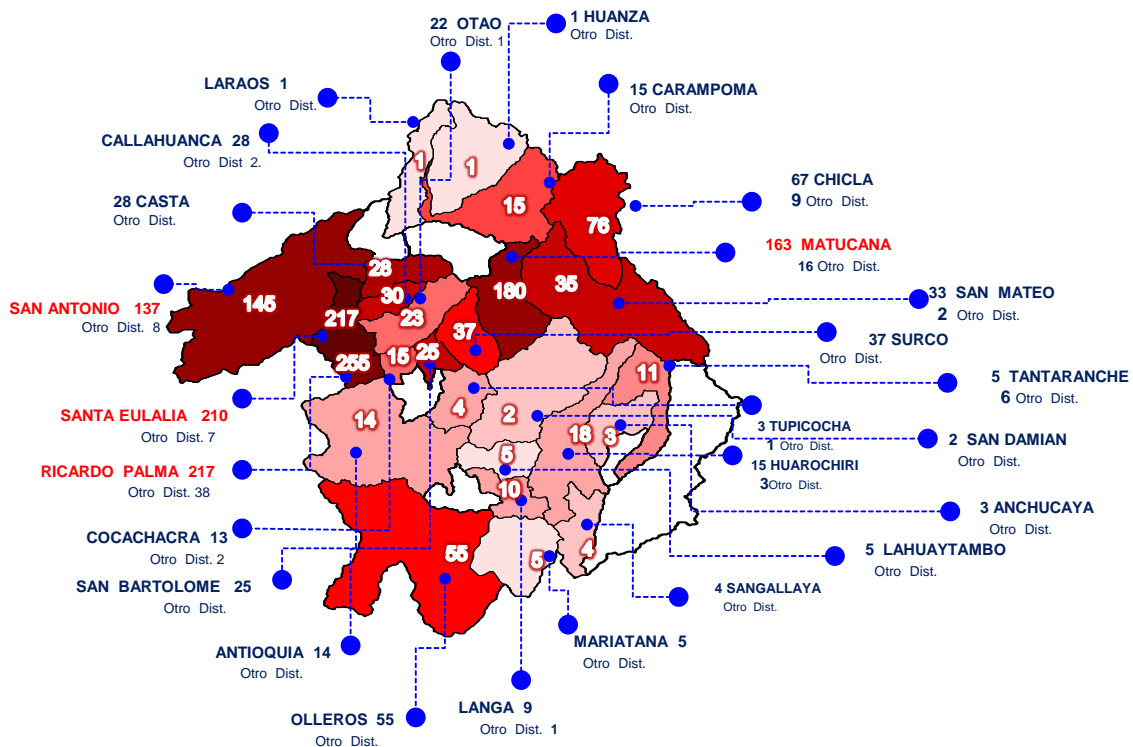 22 OTAO
Otro Dist. 1
1 HUANZA
Otro Dist.
LARAOS 1
Otro Dist.
15 CARAMPOMA
Otro Dist.
CALLAHUANCA 28
Otro Dist 2.
28 CASTA
Otro Dist.
67 CHICLA
9 Otro Dist.
163 MATUCANA
16 Otro Dist.
SAN ANTONIO 137
Otro Dist. 8
33 SAN MATEO
2 Otro Dist.
37 SURCO
Otro Dist.
5 TANTARANCHE
6 Otro Dist.
SANTA EULALIA 210
Otro Dist. 7
3 TUPICOCHA
1 Otro Dist.
2 SAN DAMIAN
Otro Dist.
RICARDO PALMA 217
Otro Dist. 38
15 HUAROCHIRI
3Otro Dist.
3 ANCHUCAYA
Otro Dist.
COCACHACRA 13
Otro Dist. 2
5 LAHUAYTAMBO
Otro Dist.
SAN BARTOLOME 25
Otro Dist.
4 SANGALLAYA
Otro Dist.
ANTIOQUIA 14
Otro Dist.
MARIATANA 5
Otro Dist.
OLLEROS 55
Otro Dist.
LANGA 9
Otro Dist. 1
1
1
15
76
28
145
30
180
35
217
23
37
255
15
25
11
14
4
2
18
3
5
10
55
5
4